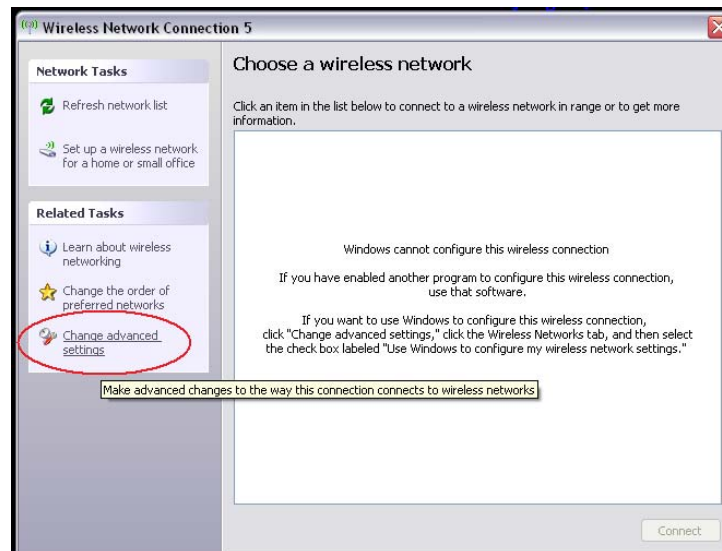 Wireless Network Connection 5
Network Tasks
Refresh network list
Set up a wireless network
for a home or small office
Related Tasks
Learn about wireless
networking
Change the order of
preferred networks
Change advanced
settings
Choose a wireless network
Click an item in the list below to connect to a wireless network in range or to get more
information.
Windows cannot configure this wireless connection
If you have enabled another program to configure this wireless connection,
use that software.
If you want to use Windows to configure this wireless connection,
click "Change advanced settings," click the Wireless Networks tab, and then select
the check box labeled "Use Windows to configure my wireless network settings."
Make advanced changes to the way this connection connects to wireless networks
Connect